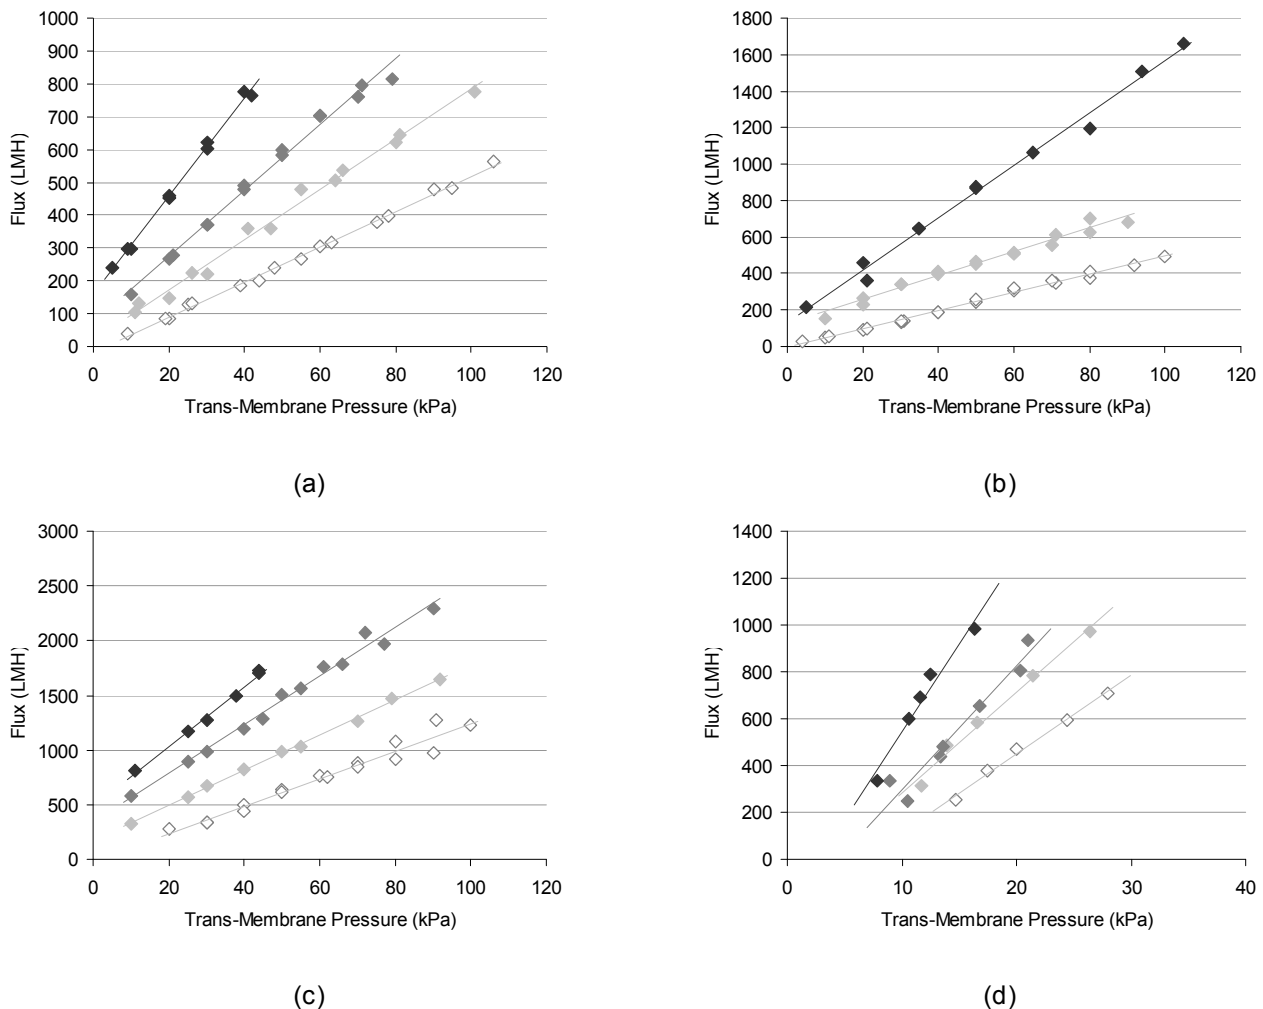 1000
900
800
700
600
500
400
300
200
100
0
Flux (LMH)
0 20 40 60 80 100 120
Trans-Membrane Pressure (kPa)
(a)
1800
1600
1400
1200
1000
800
600
400
200
0
Flux (LMH)
0 20 40 60 80 100 120
Trans-Membrane Pressure (kPa)
(b)
3000
2500
2000
1500
1000
500
0
Flux (LMH)
0 20 40 60 80 100 120
Trans-Membrane Pressure (kPa)
(c)
1400
1200
1000
800
600
400
200
0
Flux (LMH)
0 10 20 30 40
Trans-Membrane Pressure (kPa)
(d)